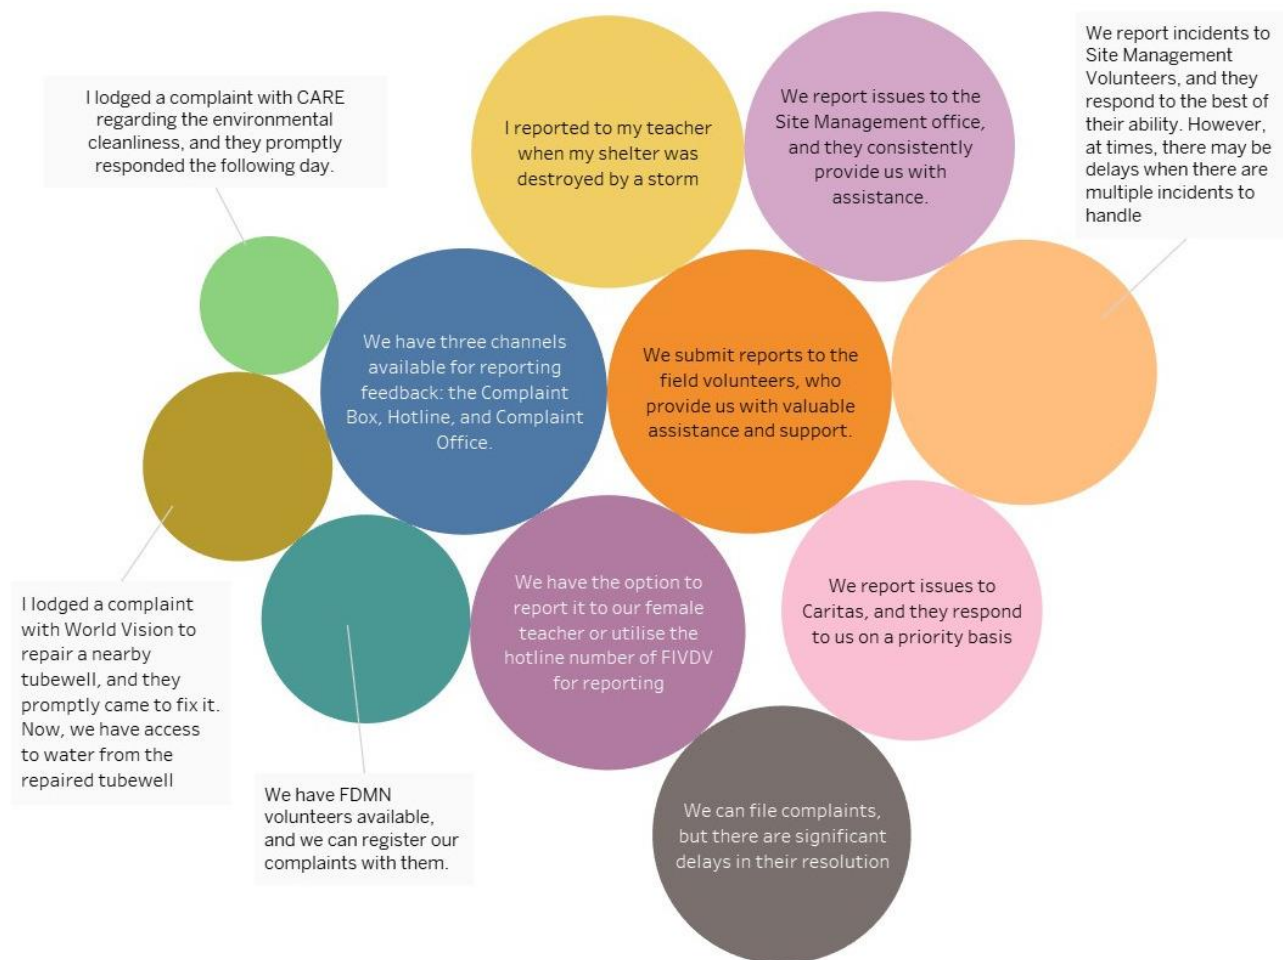 We report incidents to
Site Management
Volunteers, and they
respond to the best of
their ability. However,
at times, there may be
delays when there are
multiple incidents to
handle
I lodged a complaint with CARE
regarding the environmental
cleanliness, and they promptly
responded the following day.
I reported to my teacher
when my shelter was
destroyed by a storm
We report issues to the
Site Management office,
and they consistently
provide us with
assistance.
We have three channels
available for reporting
feedback: the Complaint
Box, Hotline, and Complaint
Office.
We submit reports to the
field volunteers, who
provide us with valuable
assistance and support.
I lodged a complaint
with World Vision to
repair a nearby
tubewell, and they
promptly came to fix it.
Now, we have access
to water from the
repaired tubewell
We have the option to
report it to our female
teacher or utilise the
hotline number of FIVDV
for reporting
We report issues to
Caritas, and they respond
to us on a priority basis
We have FDMN
volunteers available,
and we can register our
complaints with them.
We can file complaints,
but there are significant
delays in their resolution